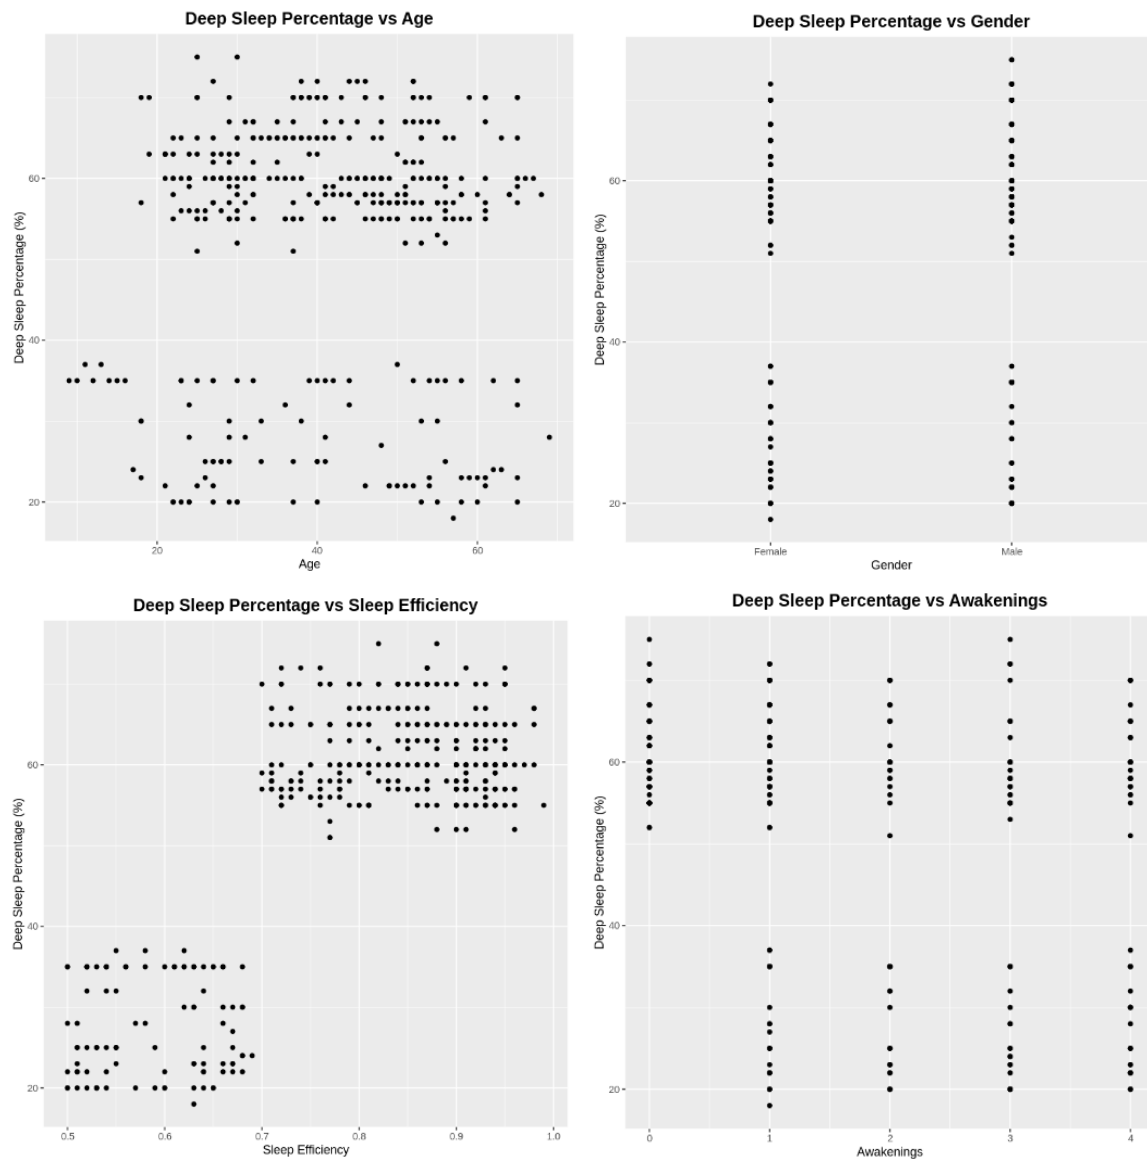 Deep Sleep Percentage vs Age
Deep Sleep Percentage (%)
60
40
20
20 40 60
Age
Deep Sleep Percentage vs Gender
Deep Sleep Percentage (%)
60
40
20
Female Male
Gender
Deep Sleep Percentage vs Sleep Efficiency
Deep Sleep Percentage (%)
60
40
20
0.5 0.6 0.7 0.8 0.9 1.0
Sleep Efficiency
Deep Sleep Percentage vs Awakenings
Deep Sleep Percentage (%)
60
40
20
0 1 2 3 4
Awakenings